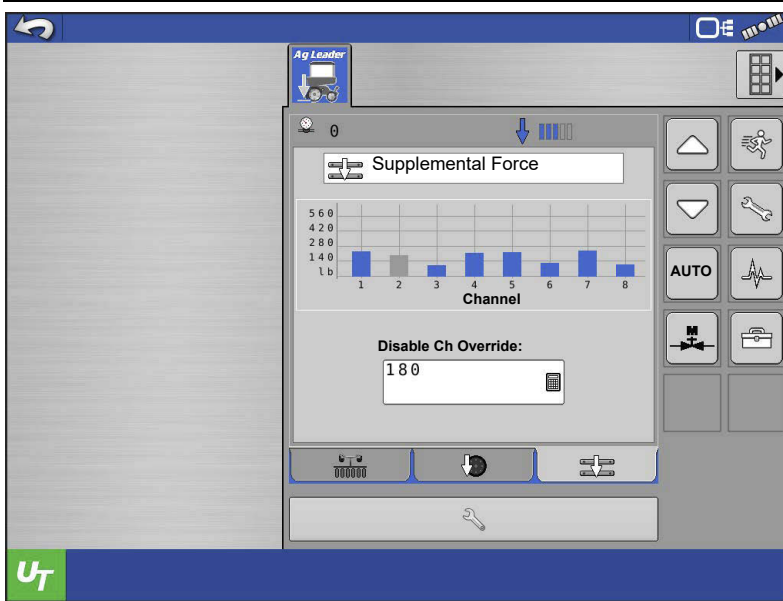 Ag Leader
0
Supplemental Force
560
420
280
140
lb
1 2 3 4 5 6 7 8
Channel
AUTO
M
Disable Ch Override:
180
UT